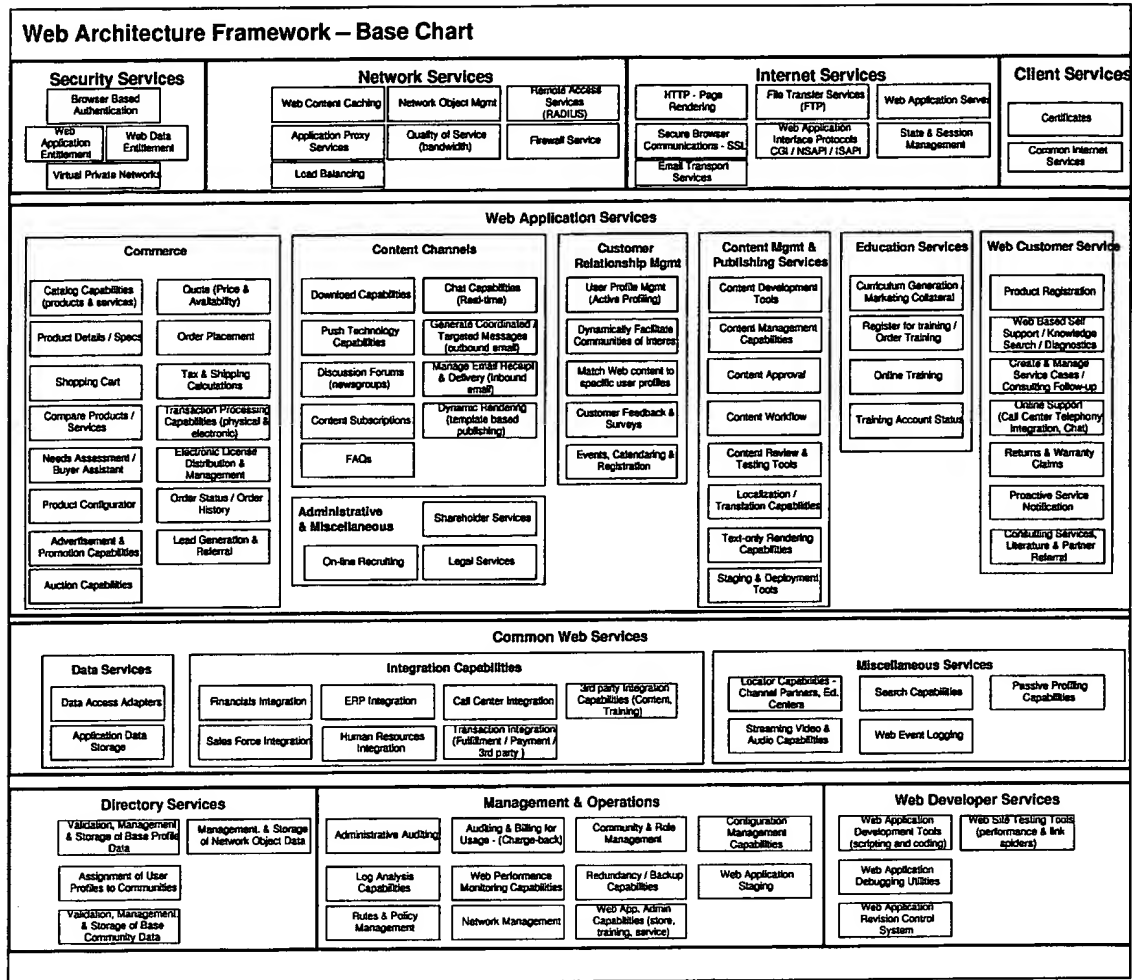 Web Architecture Framework – Base Chart
Security Services
Browser Based
Authentication
Web
Application
Entitlement
Web Data
Entitlement
Virtual Private Networks
Network Services
Web Content Caching
Network Object Mgmt
Remote Access
Services
(RADIUS)
Application Proxy
Services
Quality of Service
(bandwidth)
Firewall Service
Load Balancing
Internet Services
HTTP - Page
Rendering
File Transfer Services
(FTP)
Web Application Server
Secure Browser
Communications - SSL
Web Application
Interface Protocols
CGI / NSAPI / ISAPI
State & Session
Management
Email Transport
Services
Client Services
Certificates
Common Internet
Services
Web Application Services
Commerce
Catalog Capabilities
(products & services)
Quote (Price &
Availability)
Product Details / Specs
Order Placement
Shopping Cart
Tax & Shipping
Calculations
Compare Products /
Services
Transaction Processing
Capabilities (physical &
electronic)
Needs Assessment /
Buyer Assistant
Electronic License
Distribution &
Management
Product Configurator
Order Status / Order
History
Advertisement &
Promotion Capabilities
Lead Generation &
Referral
Auction Capabilities
Content Channels
Download Capabilities
Chat Capabilities
(Real-time)
Push Technology
Capabilities
Generate Coordinated /
Targeted Messages
(outbound email)
Discussion Forums
(newsgroups)
Manage Email Receipt
& Delivery (inbound
email)
Content Subscriptions
Dynamic Rendering
(template based
publishing)
FAQs
Administrative
& Miscellaneous
Shareholder Services
On-line Recruiting
Legal Services
Customer
Relationship Mgmt
User Profile Mgmt
(Active Profiling)
Dynamically Facilitate
Communities of Interest
Match Web content to
specific user profiles
Customer Feedback &
Surveys
Events, Calendaring &
Registration
Content Mgmt &
Publishing Services
Content Development
Tools
Content Management
Capabilities
Content Approval
Content Workflow
Content Review &
Testing Tools
Localization /
Translation Capabilities
Text-only Rendering
Capabilities
Staging & Deployment
Tools
Education Services
Curriculum Generation /
Marketing Collateral
Register for training /
Order Training
Online Training
Training Account Status
Web Customer Service
Product Registration
Web Based Self
Support / Knowledge
Search / Diagnostics
Create & Manage
Service Cases /
Consulting Follow-up
Online Support
(Call Center Telephony
Integration, Chat)
Returns & Warranty
Claims
Proactive Service
Notification
Consulting Services,
Literature & Partner
Referral
Common Web Services
Data Services
Data Access Adapters
Application Data
Storage
Integration Capabilities
Financials Integration
ERP Integration
Call Center Integration
3rd party Integration
Capabilities (Content,
Training)
Sales Force Integration
Human Resources
Integration
Transaction Integration
(Fulfillment / Payment /
3rd party )
Miscellaneous Services
Locator Capabilities -
Channel Partners, Ed.
Centers
Search Capabilities
Passive Profiling
Capabilities
Streaming Video &
Audio Capabilities
Web Event Logging
Directory Services
Validation, Management
& Storage of Base Profile
Data
Management. & Storage
of Network Object Data
Assignment of User
Profiles to Communities
Validation, Management.
& Storage of Base
Community Data
Management & Operations
Administrative Auditing
Auditing & Billing for
Usage - (Charge-back)
Community & Role
Management
Configuration
Management
Capabilities
Log Analysis
Capabilities
Web Performance
Monitoring Capabilities
Redundancy / Backup
Capabilities
Web Application
Staging
Rules & Policy
Management
Network Management
Web App. Admin
Capabilities (store,
training, service)
Web Developer Services
Web Application
Development Tools
(scripting and coding)
Web Site Testing Tools
(performance & link
spiders)
Web Application
Debugging Utilities
Web Application
Revision Control
System